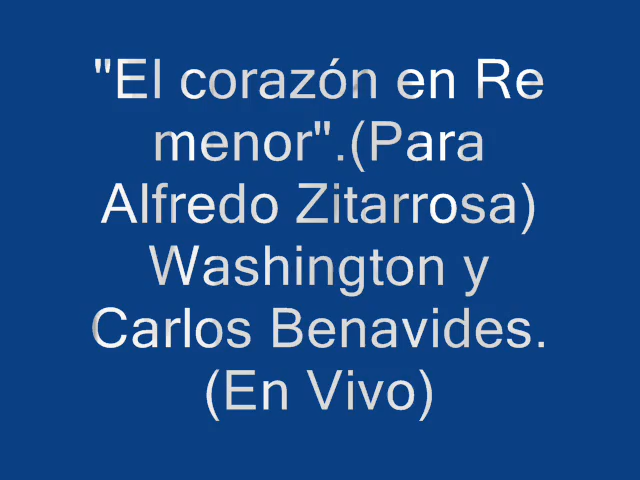 "El corazón en Re
menor".(Para
Alfredo Zitarrosa)
Washington y
Carlos Benavides.
(En Vivo)